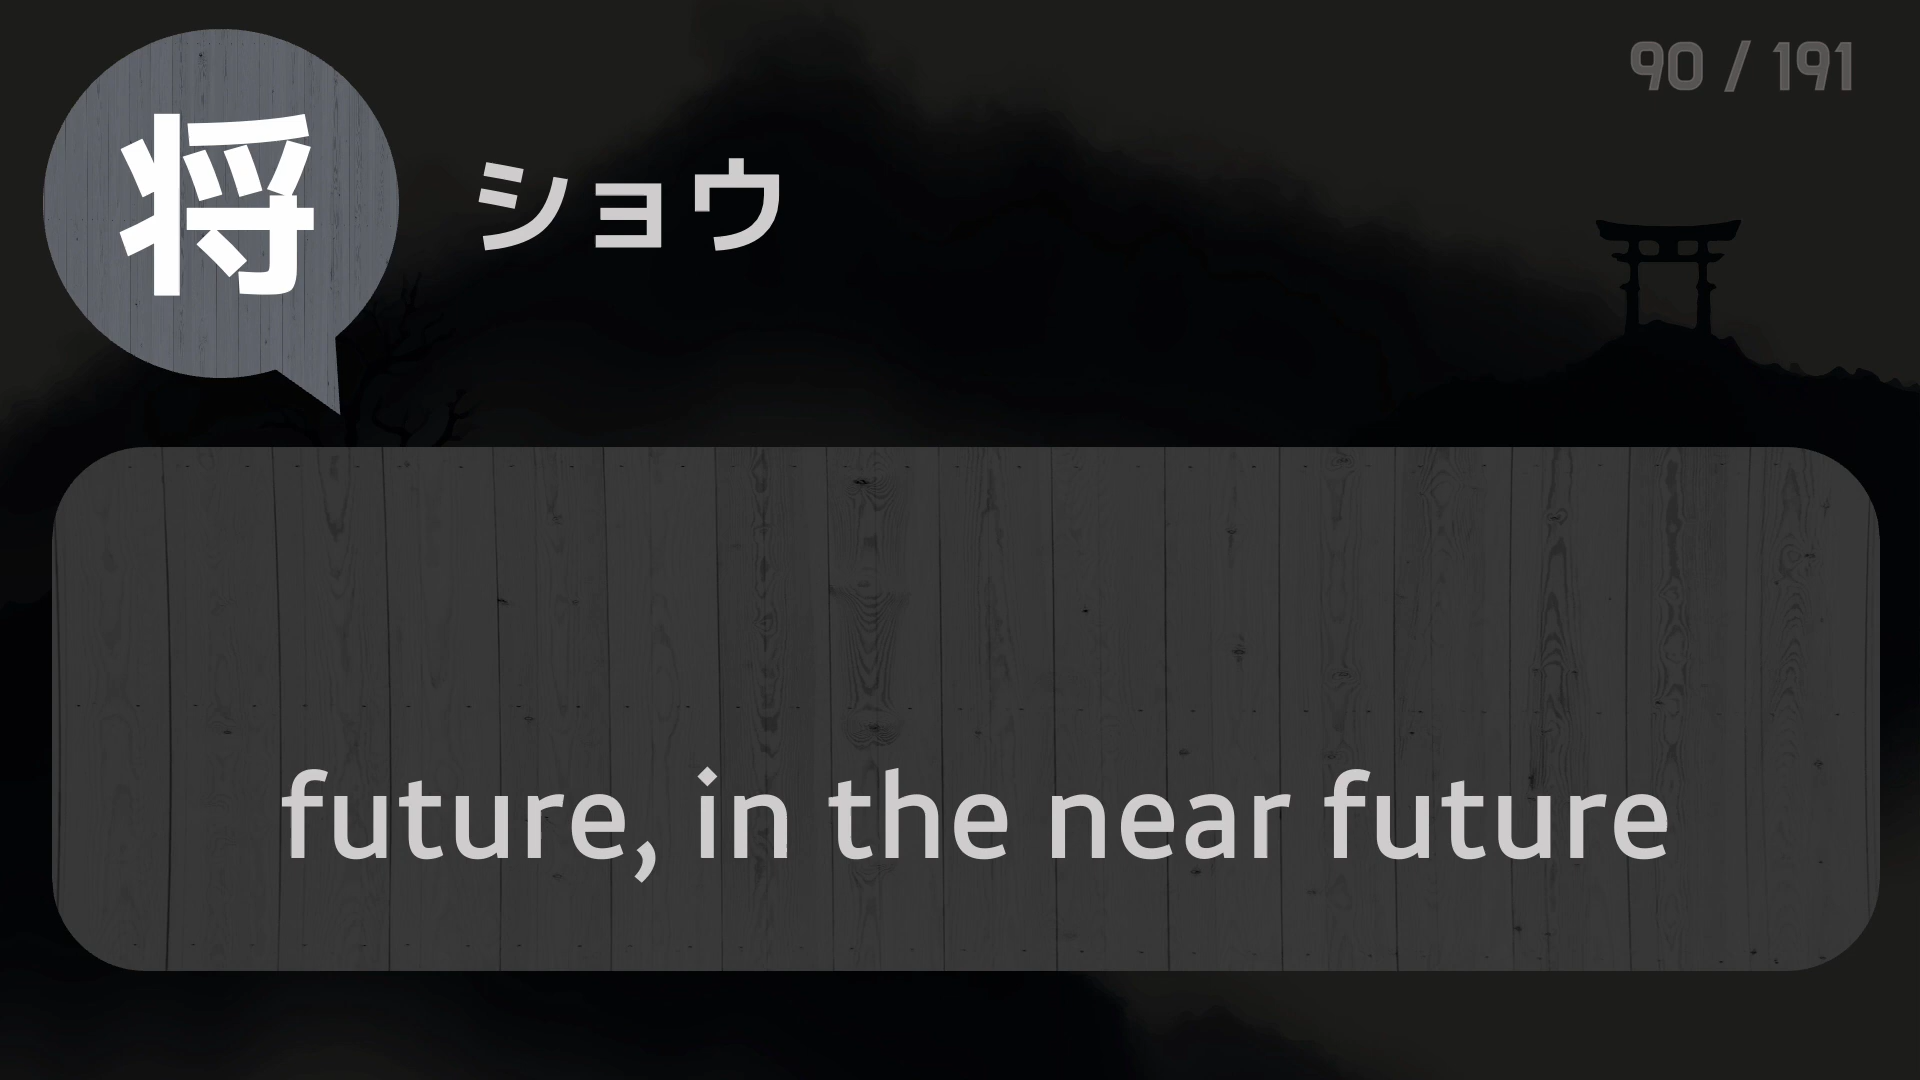 90 / 191
将
ショウ
future, in the near future